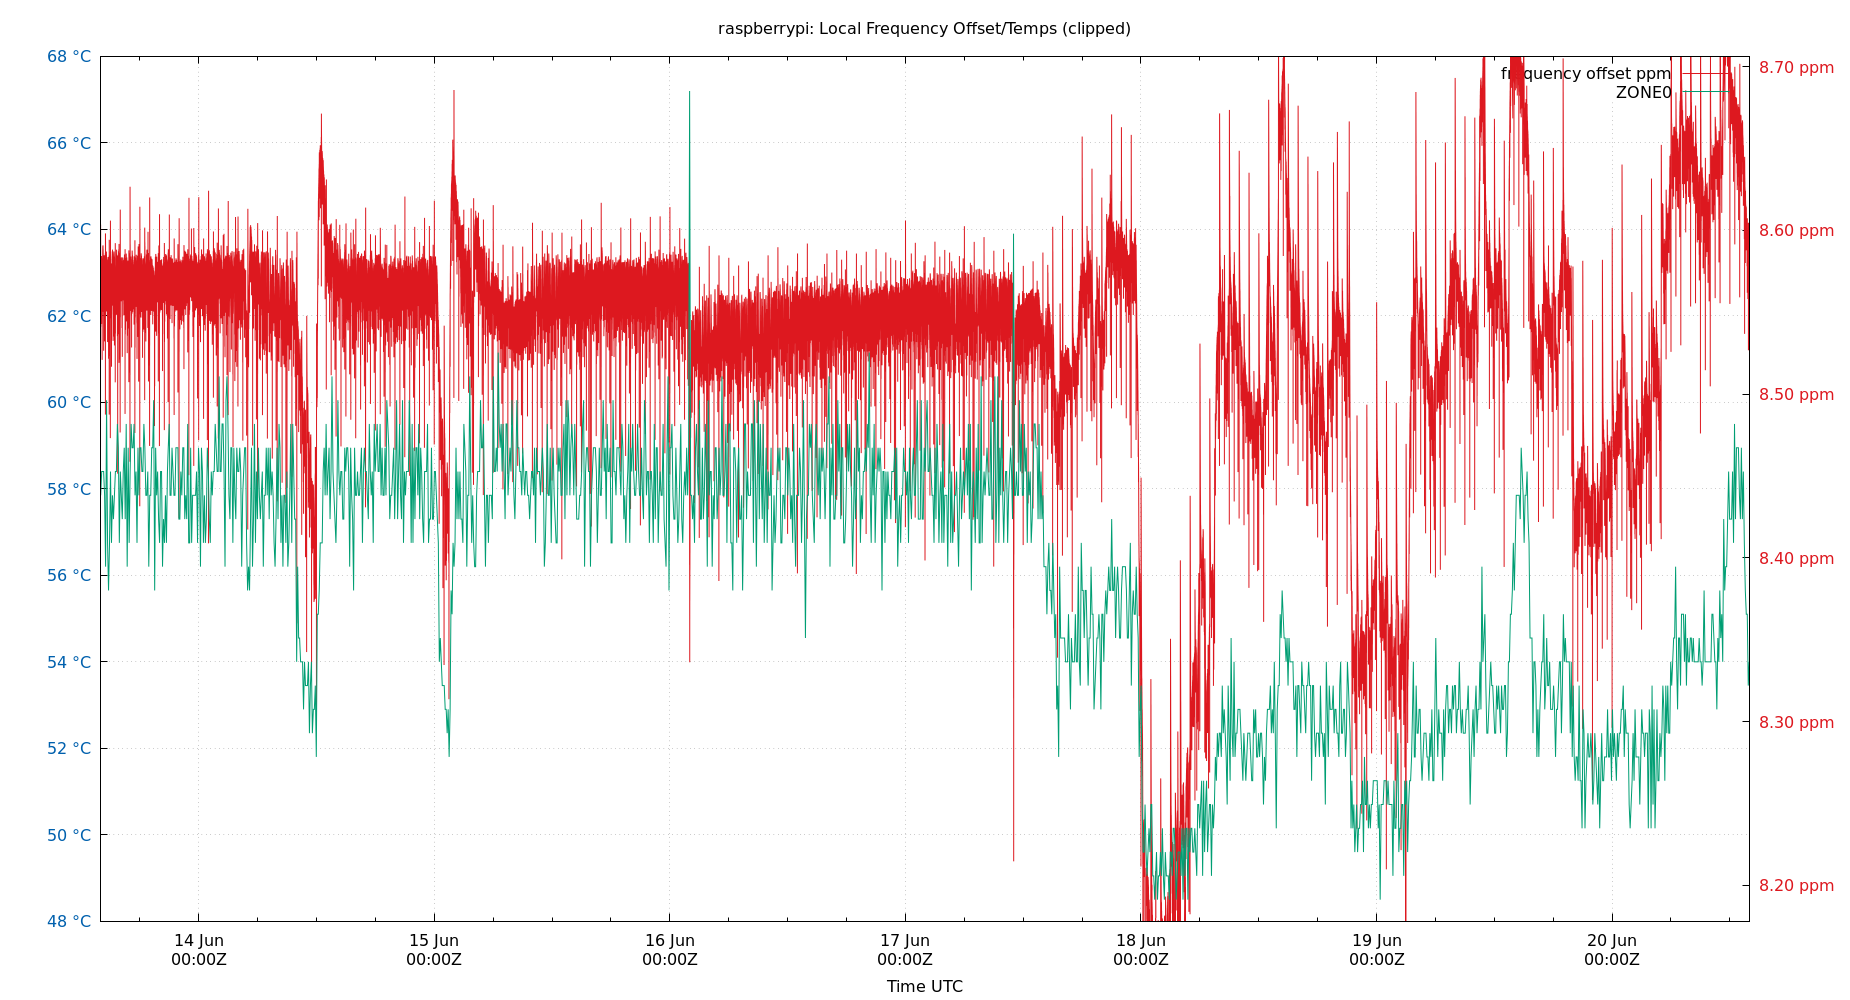 raspberrypi: Local Frequency Offset/Temps (clipped)
68 °C
66 °C
64 °C
62 °C
60 °C
58 °C
56 °C
54 °C
52 °C
50 °C
48 °C
frequency offset ppm
ZONE0
8.70 ppm
8.60 ppm
8.50 ppm
8.40 ppm
8.30 ppm
8.20 ppm
14 Jun
00:00Z
15 Jun
00:00Z
16 Jun
00:00Z
17 Jun
00:00Z
18 Jun
00:00Z
19 Jun
00:00Z
20 Jun
00:00Z
Time UTC